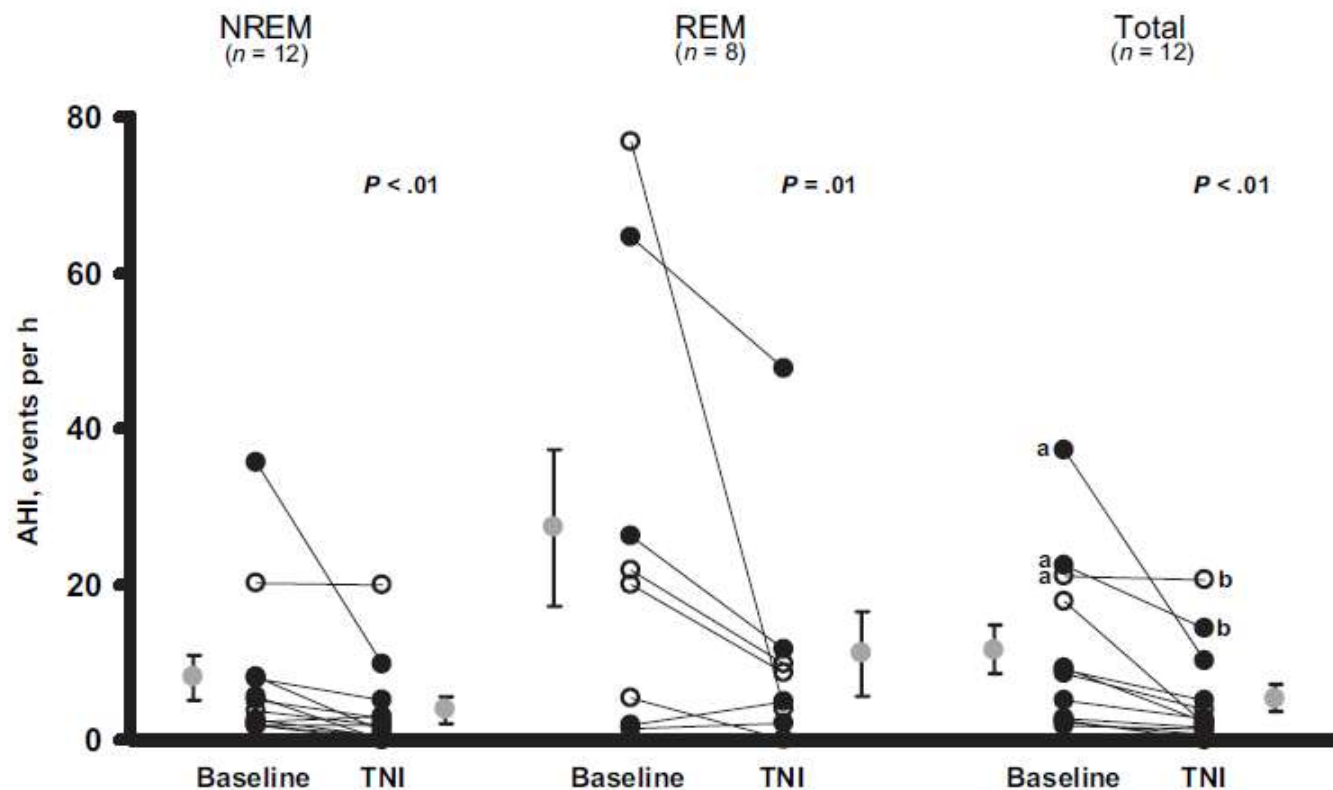 NREM
(n = 12)
REM
(n = 8)
Total
(n = 12)
80
60
40
20
0
AHI, events per h
P < .01
P = .01
P < .01
a
a
a
b
b
Baseline TNI
Baseline TNI
Baseline TNI